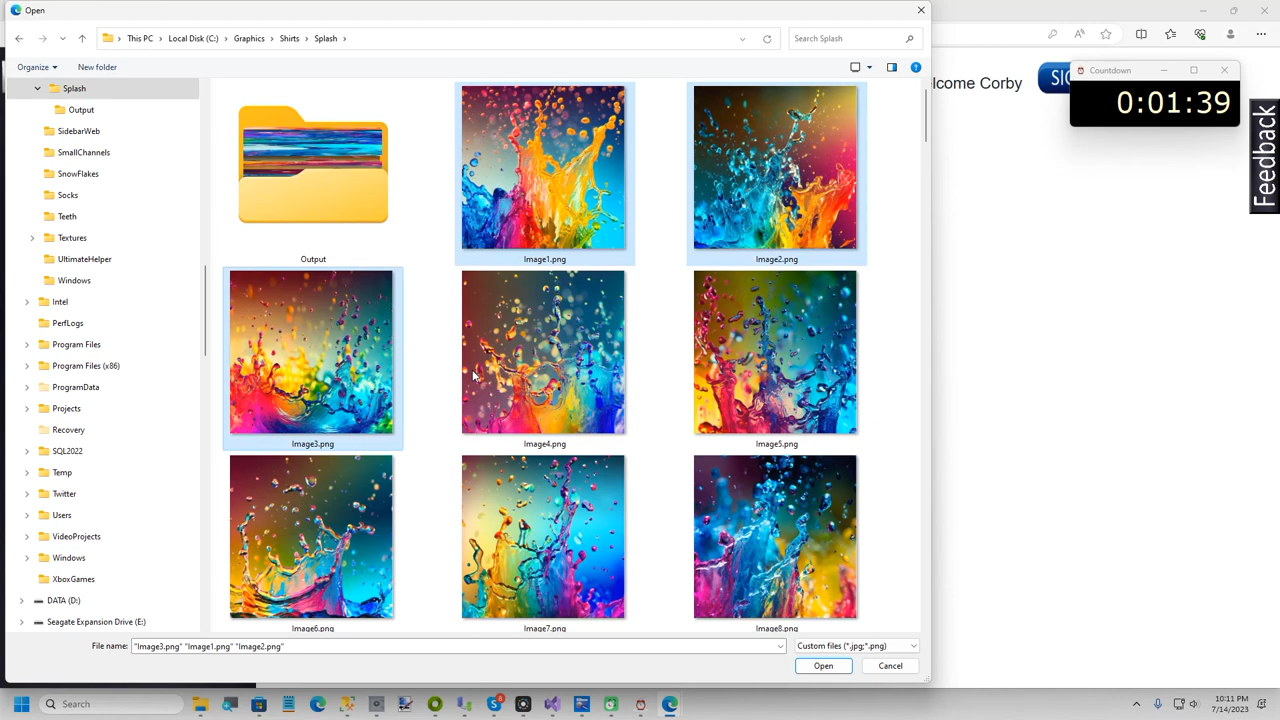 Open
This PC > Local Disk (C:) > Graphics > Shirts > Splash >
Search Splash
Organize
New folder
Splash
Output
SidebarWeb
SmallChannels
SnowFlakes
Socks
Teeth
Textures
UltimateHelper
Windows
Intel
PerfLogs
Program Files
Program Files (x86)
ProgramData
Projects
Recovery
SQL2022
Temp
Twitter
Users
VideoProjects
Windows
XboxGames
DATA (D:)
Seagate Expansion Drive (E:)
Output
Image1.png
Image2.png
Image3.png
Image4.png
Image5.png
Image6.png
Image7.png
Image8.png
File name:
"Image3.png" "Image1.png" "Image2.png"
Custom files (*.jpg;*.png)
Open
Cancel
lcome Corby
SIG
Countdown
0:01:39
Feedback
Search
8
10:11 PM
7/14/2023